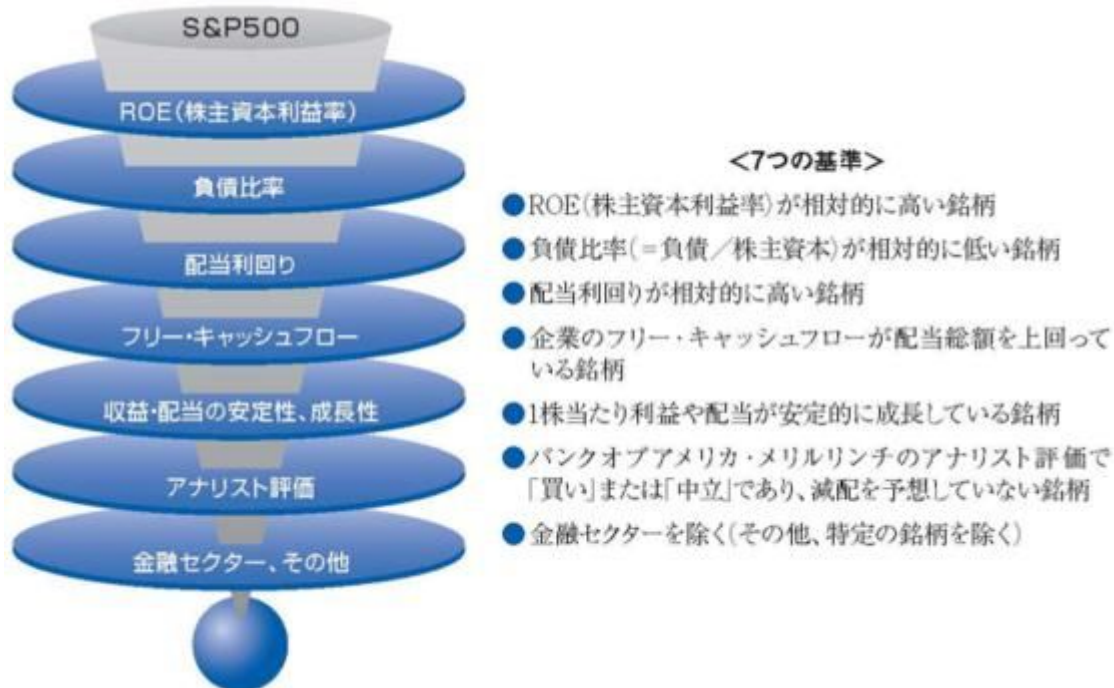 S&P500
ROE(株主資本利益率)
負債比率
配当利回り
フリー・キャッシュフロー
収益・配当の安定性、成長性
アナリスト評価
金融セクター、その他
<7つの基準>
●ROE(株主資本利益率)が相対的に高い銘柄
●負債比率(=負債/株主資本)が相対的に低い銘柄
●配当利回りが相対的に高い銘柄
●企業のフリー・キャッシュフローが配当総額を上回って
いる銘柄
●1株当たり利益や配当が安定的に成長している銘柄
●バンクオブアメリカ・メリルリンチのアナリスト評価で
「買い」または「中立」であり、減配を予想していない銘柄
●金融セクターを除く(その他、特定の銘柄を除く)